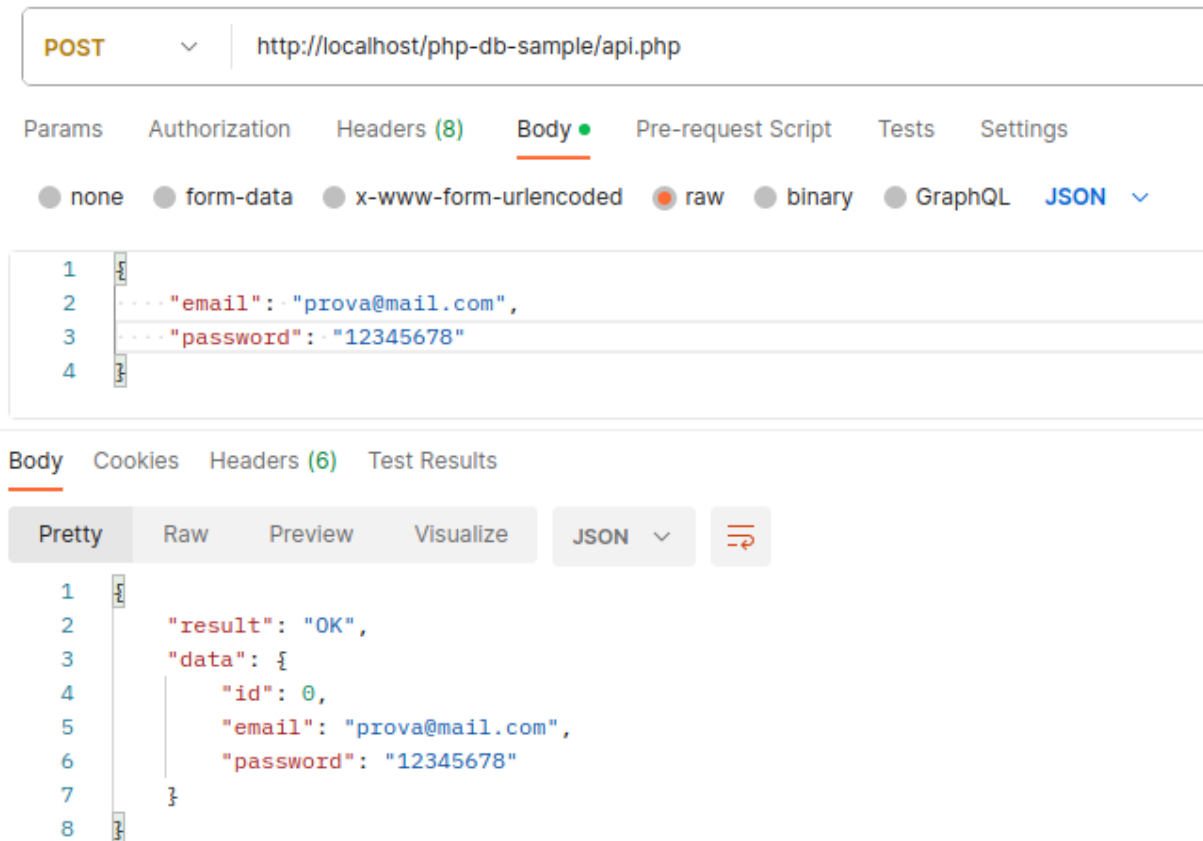 POST http://localhost/php-db-sample/api.php
Params Authorization Headers (8) Body Pre-request Script Tests Settings
none form-data x-www-form-urlencoded raw binary GraphQL JSON
1 {
2 "email": "prova@mail.com",
3 "password": "12345678"
4 }
Body Cookies Headers (6) Test Results
Pretty Raw Preview Visualize JSON
1 {
2 "result": "OK",
3 "data": {
4 "id": 0,
5 "email": "prova@mail.com",
6 "password": "12345678"
7 }
8 }